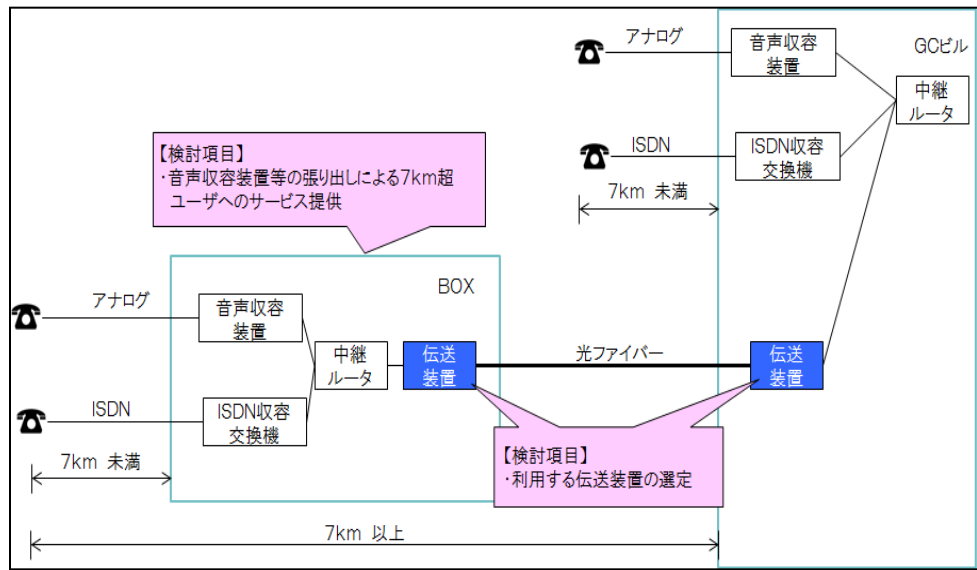 アナログ
音声収容
装置
GCビル
中継
ルータ
ISDN
ISDN収容
交換機
7km 未満
【検討項目】
・音声収容装置等の張り出しによる7km超
ユーザへのサービス提供
BOX
アナログ
音声収容
装置
中継
ルータ
伝送
装置
光ファイバー
伝送
装置
ISDN
ISDN収容
交換機
7km 未満
【検討項目】
・利用する伝送装置の選定
7km 以上